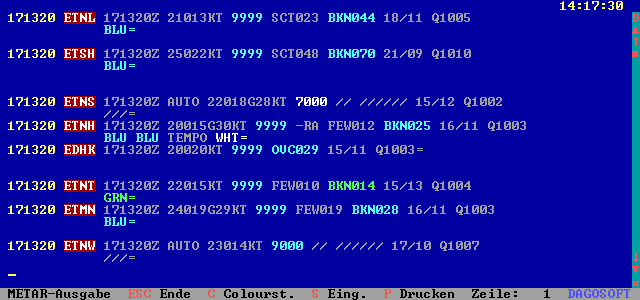 14:17:30
171320 ETNL 171320Z 21013KT 9999 SCT023 BKN044 18/11 Q1005
BLU=
171320 ETSH 171320Z 25022KT 9999 SCT048 BKN070 21/09 Q1010
BLU=
171320 ETNS 171320Z AUTO 22018G28KT 7000 // ////// 15/12 Q1002
///=
171320 ETNH 171320Z 20015G30KT 9999 -RA FEW012 BKN025 16/11 Q1003
BLU BLU TEMPO WHT=
171320 EDHK 171320Z 20020KT 9999 OVC029 15/11 Q1003=
171320 ETNT 171320Z 22015KT 9999 FEW010 BKN014 15/13 Q1004
GRN=
171320 ETMN 171320Z 24019G29KT 9999 FEW019 BKN028 16/11 Q1003
BLU=
171320 ETNW 171320Z AUTO 23014KT 9000 // ////// 17/10 Q1007
///=
METAR-Ausgabe ESC Ende C Colourst. S Eing. P Drucken Zeile: 1 DAGOSOFT